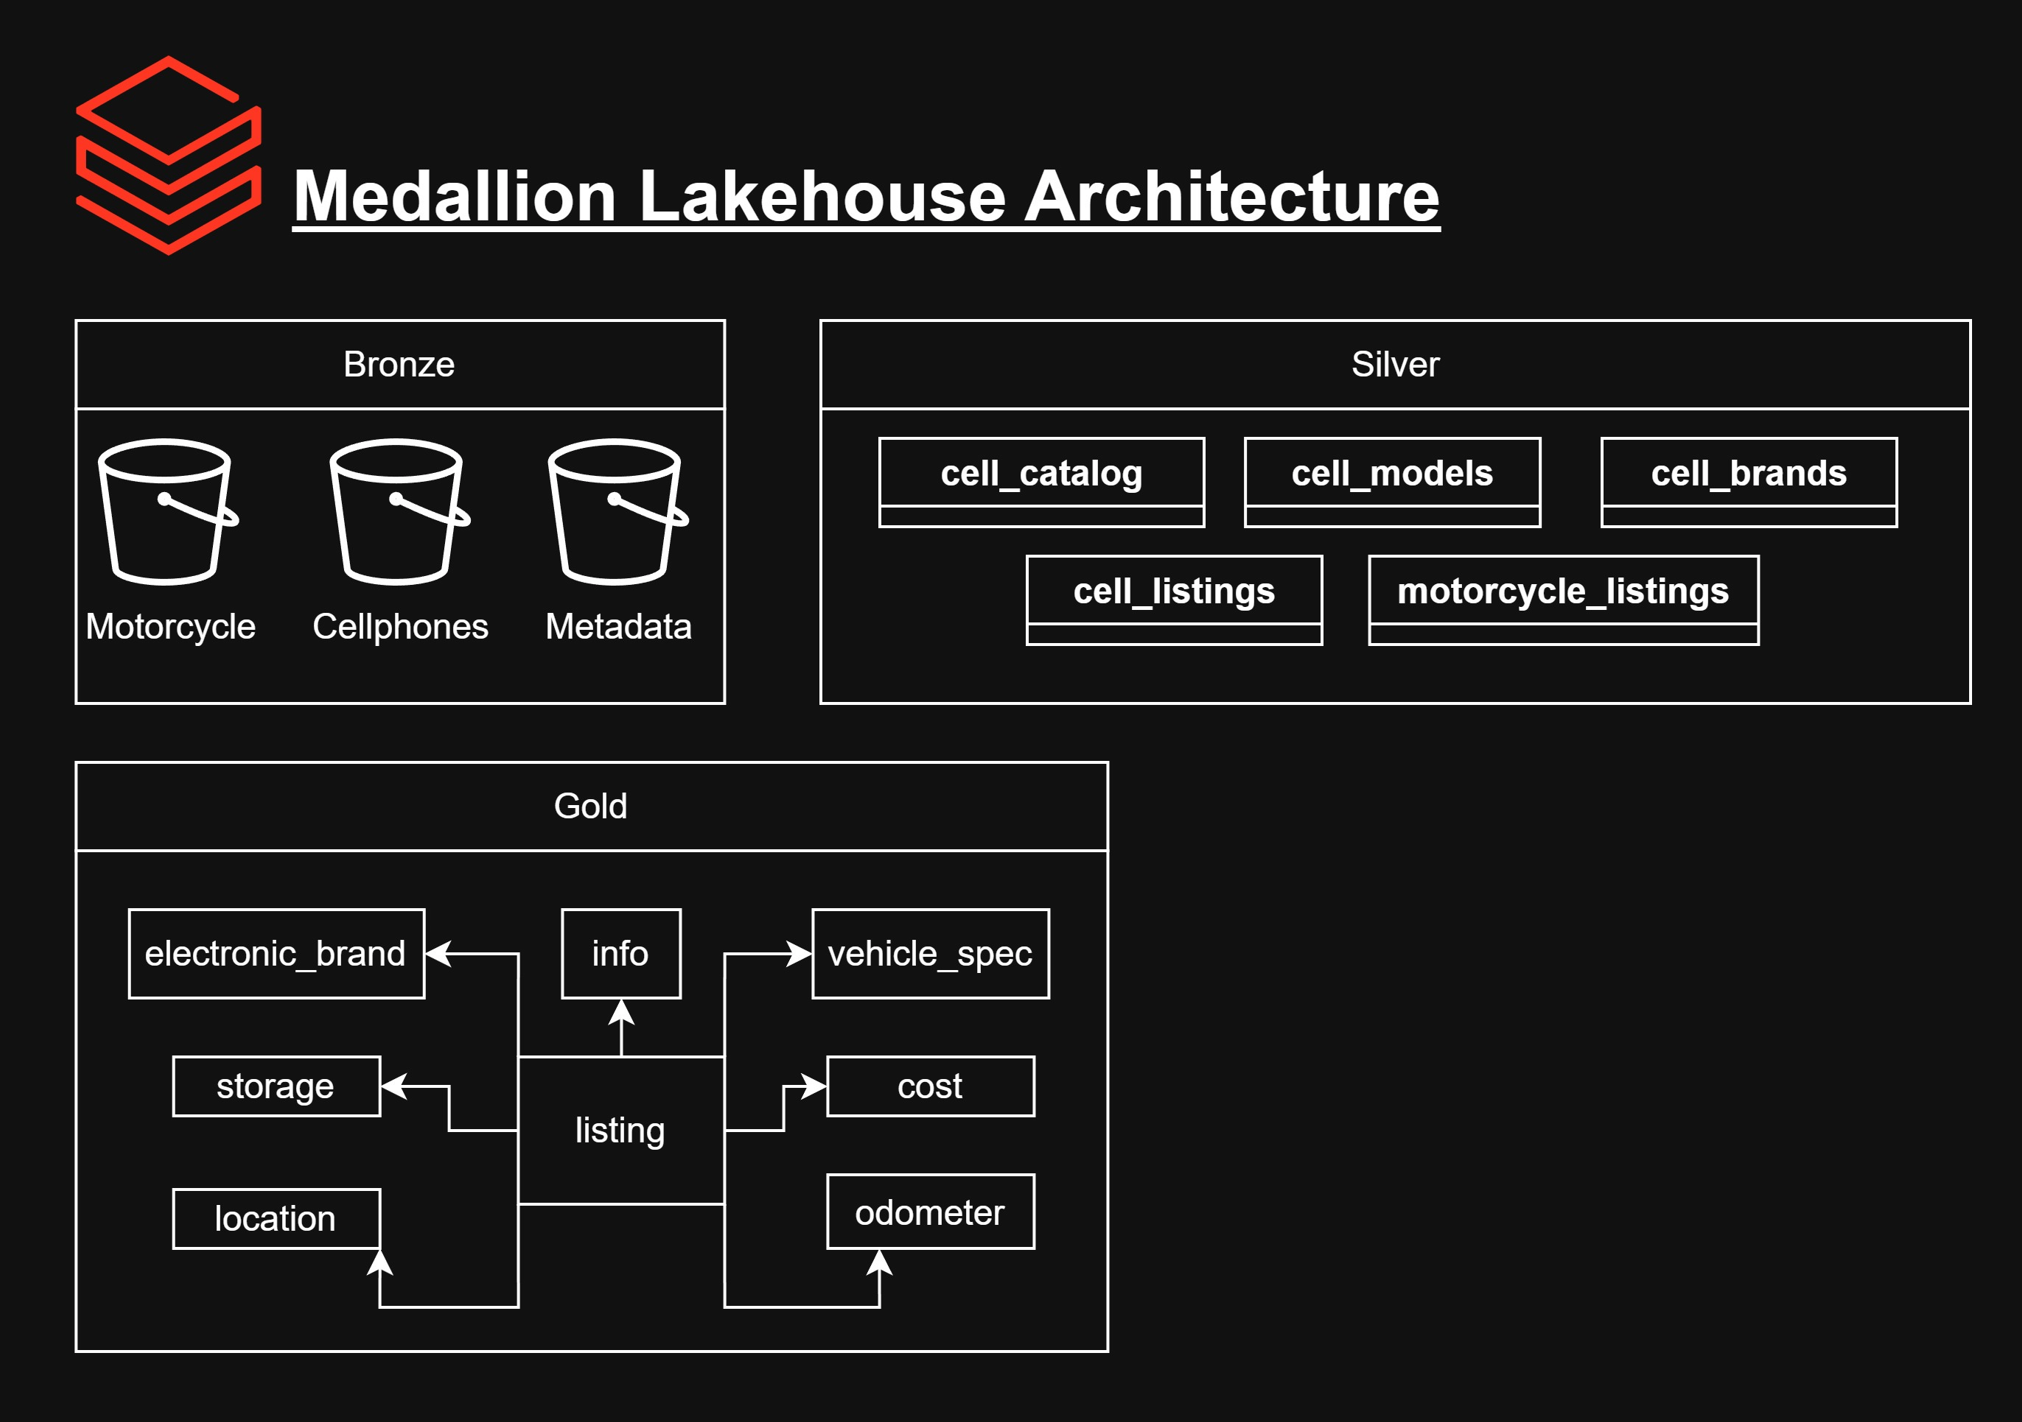 Medallion Lakehouse Architecture
Bronze
Motorcycle
Cellphones
Metadata
Silver
cell_catalog
cell_models
cell_brands
cell_listings
motorcycle_listings
Gold
electronic_brand
info
vehicle_spec
storage
listing
cost
location
odometer